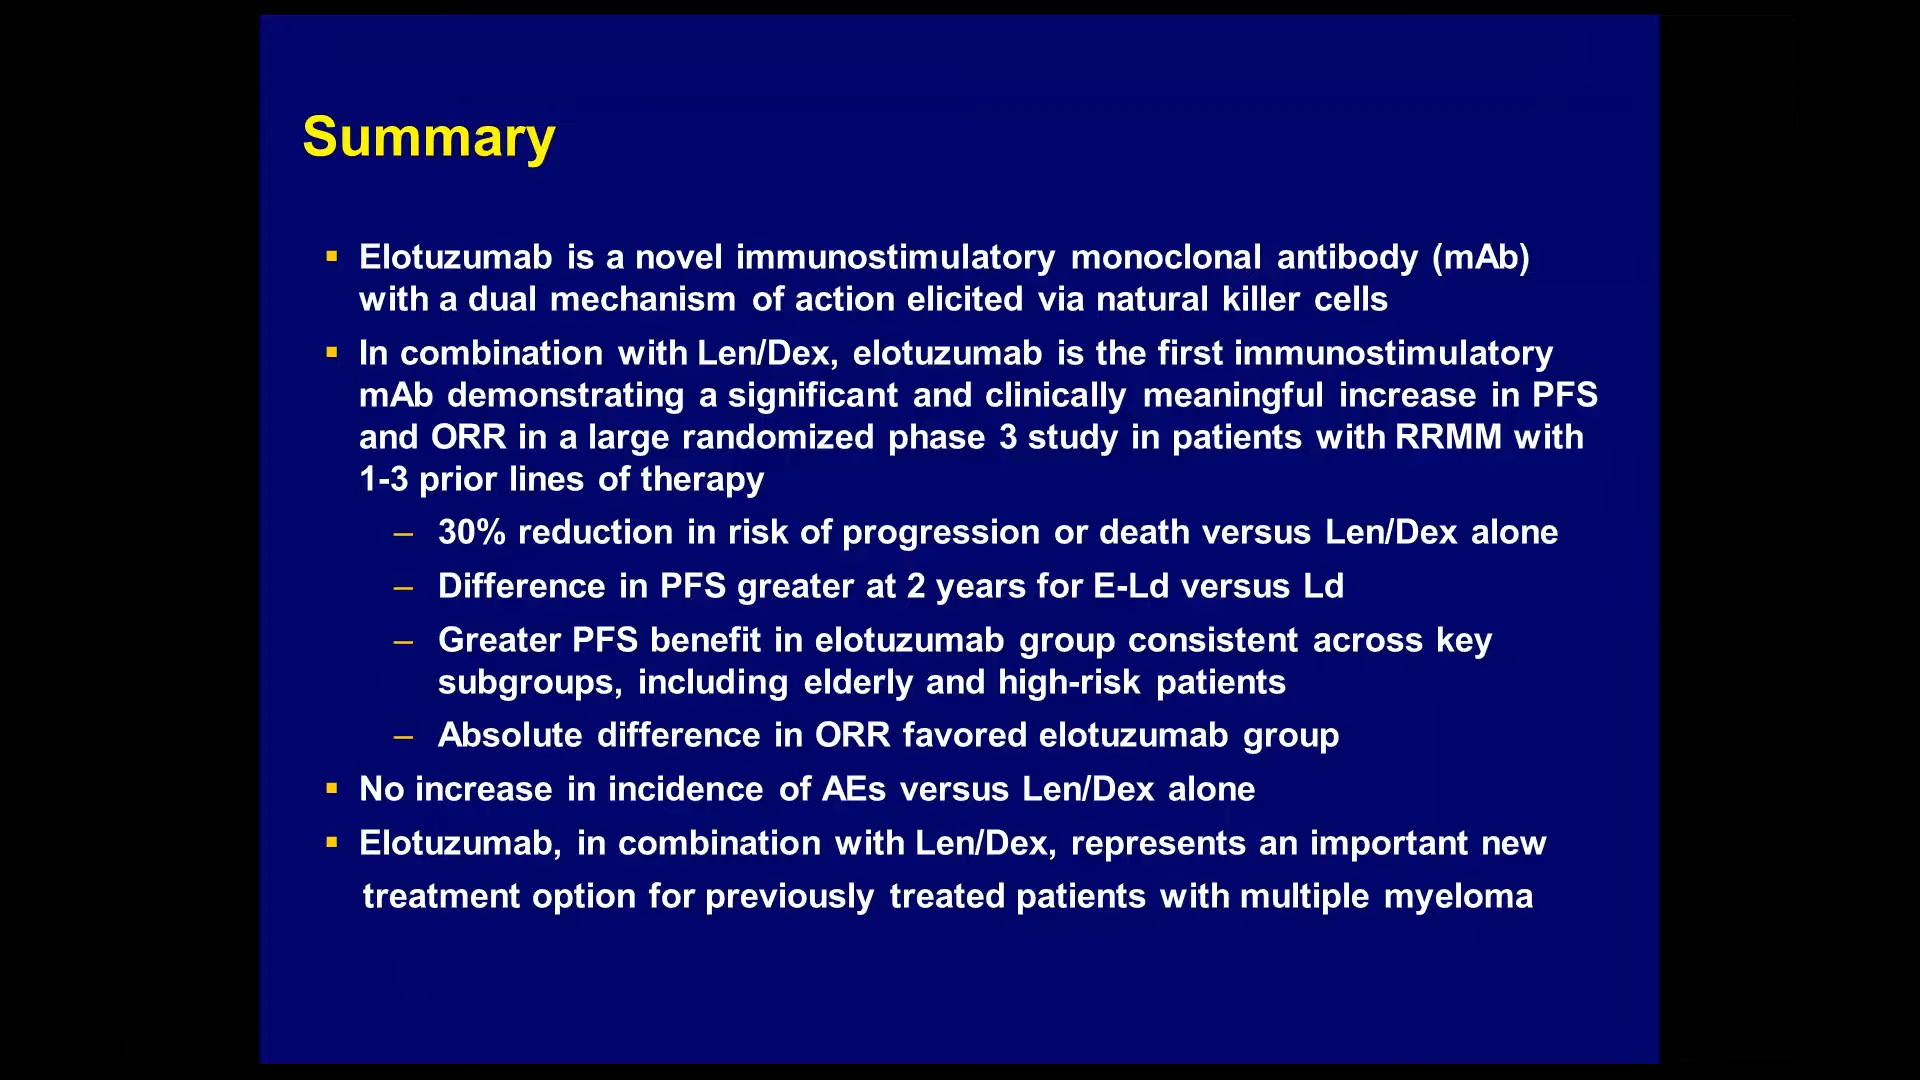 Summary
▪ Elotuzumab is a novel immunostimulatory monoclonal antibody (mAb)
with a dual mechanism of action elicited via natural killer cells
▪ In combination with Len/Dex, elotuzumab is the first immunostimulatory
mAb demonstrating a significant and clinically meaningful increase in PFS
and ORR in a large randomized phase 3 study in patients with RRMM with
1-3 prior lines of therapy
– 30% reduction in risk of progression or death versus Len/Dex alone
– Difference in PFS greater at 2 years for E-Ld versus Ld
– Greater PFS benefit in elotuzumab group consistent across key
subgroups, including elderly and high-risk patients
– Absolute difference in ORR favored elotuzumab group
▪ No increase in incidence of AEs versus Len/Dex alone
▪ Elotuzumab, in combination with Len/Dex, represents an important new
treatment option for previously treated patients with multiple myeloma